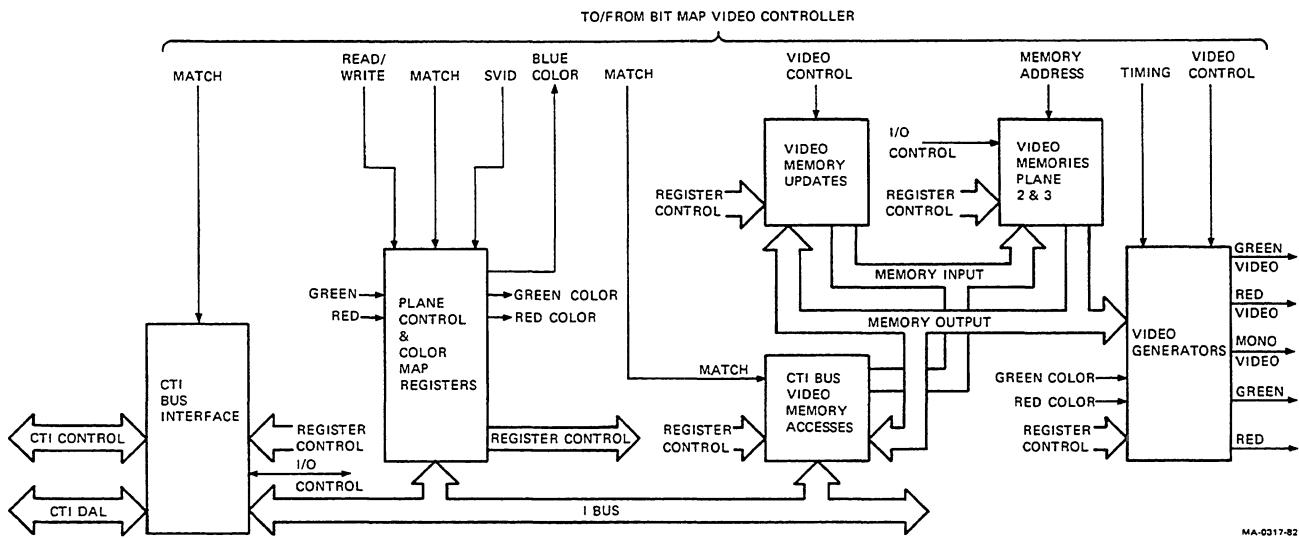 TO/FROM BIT MAP VIDEO CONTROLLER
MATCH
READ/
WRITE
MATCH
SVID
BLUE
COLOR
MATCH
VIDEO
CONTROL
MEMORY
ADDRESS
TIMING
VIDEO
CONTROL
VIDEO
MEMORY
UPDATES
I/O
CONTROL
VIDEO
MEMORIES
PLANE
2 & 3
REGISTER
CONTROL
REGISTER
CONTROL
MEMORY INPUT
MEMORY OUTPUT
GREEN
RED
PLANE
CONTROL
&
COLOR
MAP
REGISTERS
GREEN COLOR
RED COLOR
GREEN
VIDEO
RED
VIDEO
MONO
VIDEO
GREEN
RED
VIDEO
GENERATORS
GREEN COLOR
RED COLOR
REGISTER
CONTROL
CTI
BUS
INTERFACE
MATCH
CTI BUS
VIDEO
MEMORY
ACCESSES
REGISTER
CONTROL
CTI CONTROL
REGISTER
CONTROL
REGISTER CONTROL
I/O
CONTROL
CTI DAL
I BUS
MA-0317-82